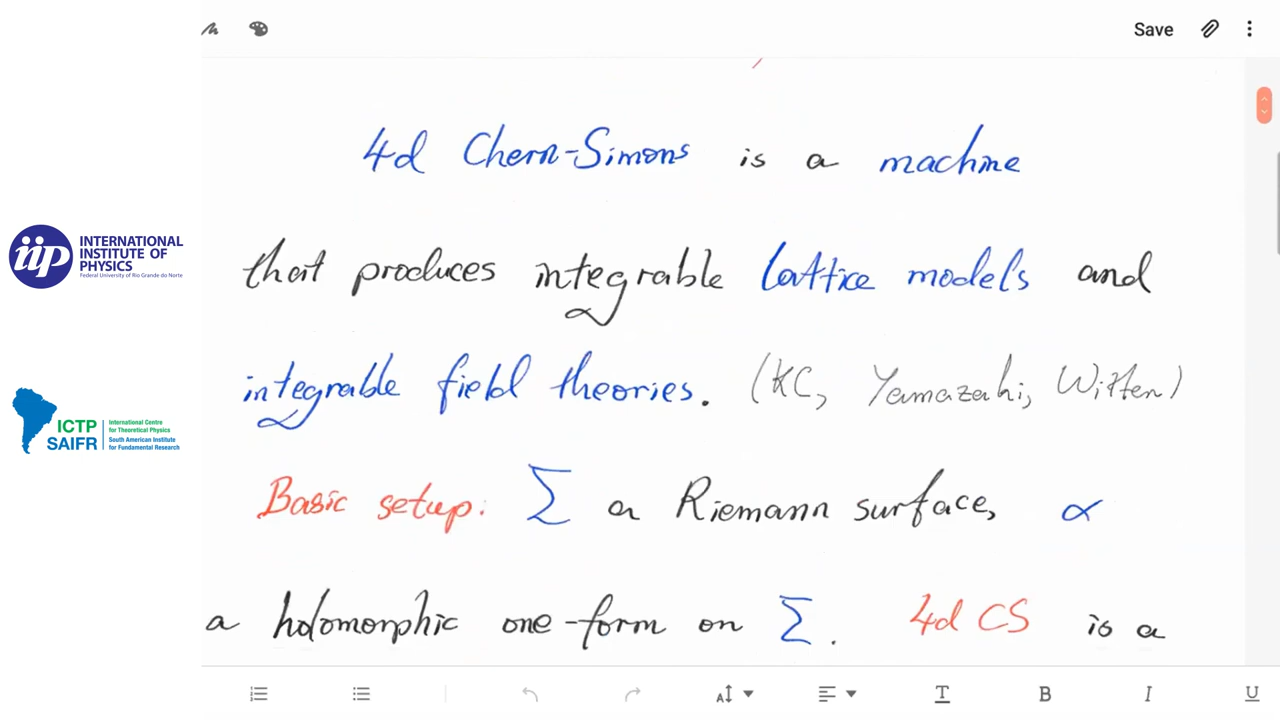 Save
4d Chern-Simons is a machine
that produces integrable lattice models and
integrable field theories. (KC, Yamazaki, Witten)
Basic setup: Σ a Riemann surface, α
a holomorphic one-form on Σ. 4d CS is a
iip INTERNATIONAL
INSTITUTE OF
PHYSICS
Federal University of Rio Grande do Norte
ICTP
SAIFR
International Centre
for Theoretical Physics
South American Institute
for Fundamental Research
T B I U